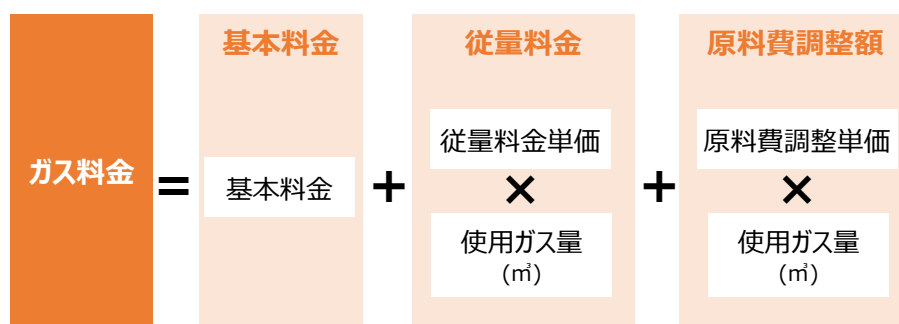 ガス料金
=
基本料金
基本料金
+
従量料金
従量料金単価
×
使用ガス量
(㎥)
+
原料費調整額
原料費調整単価
×
使用ガス量
(㎥)